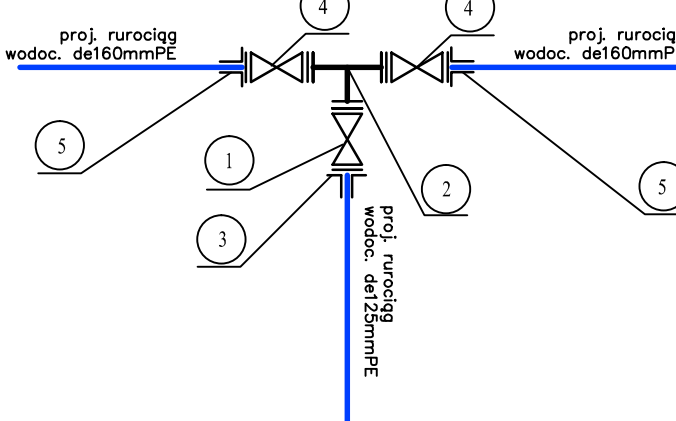 4
4
proj. rurociąg
wodoc. de160mmPE
proj. rurociąg
wodoc. de160mmP
5
1
2
5
3
proj. rurociąg
wodoc. de125mmPE